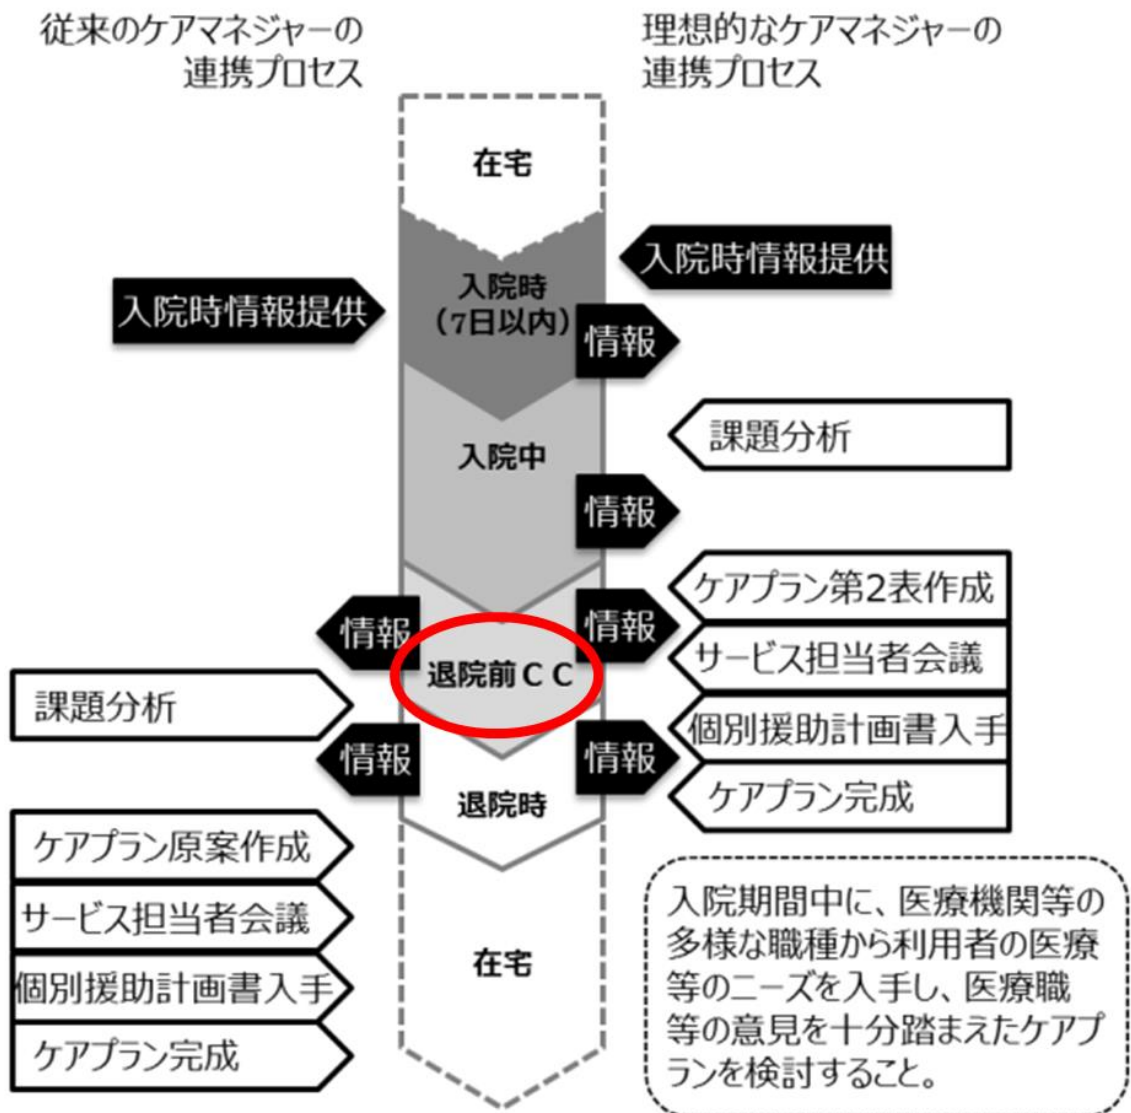 従来のケアマネジャーの
連携プロセス
理想的なケアマネジャーの
連携プロセス
在宅
入院時情報提供
入院時情報提供
入院時
(7日以内)
情報
課題分析
入院中
情報
ケアプラン第2表作成
情報
情報
サービス担当者会議
退院前CC
課題分析
個別援助計画書入手
情報
情報
ケアプラン完成
退院時
ケアプラン原案作成
サービス担当者会議
個別援助計画書入手
ケアプラン完成
在宅
入院期間中に、医療機関等の
多様な職種から利用者の医療
等のニーズを入手し、医療職
等の意見を十分踏まえたケアプ
ランを検討すること。